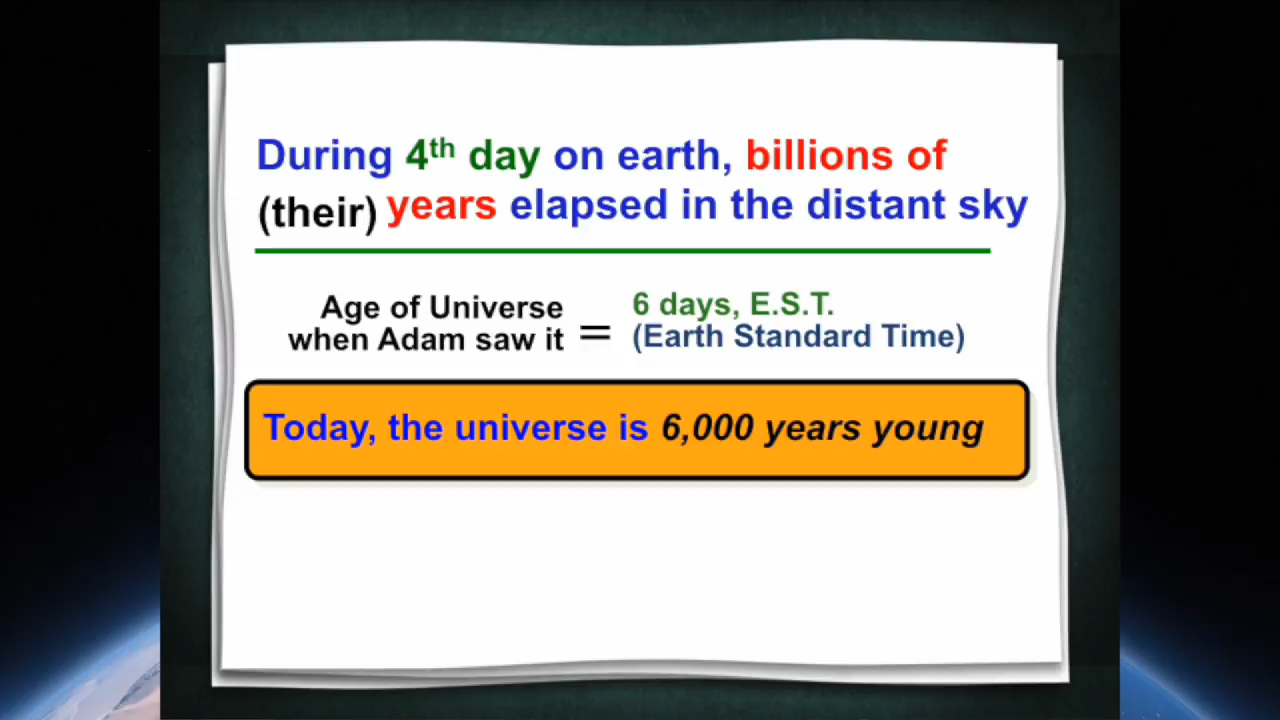 During 4th day on earth, billions of
(their) years elapsed in the distant sky
Age of Universe
when Adam saw it
=
6 days, E.S.T.
(Earth Standard Time)
Today, the universe is 6,000 years young